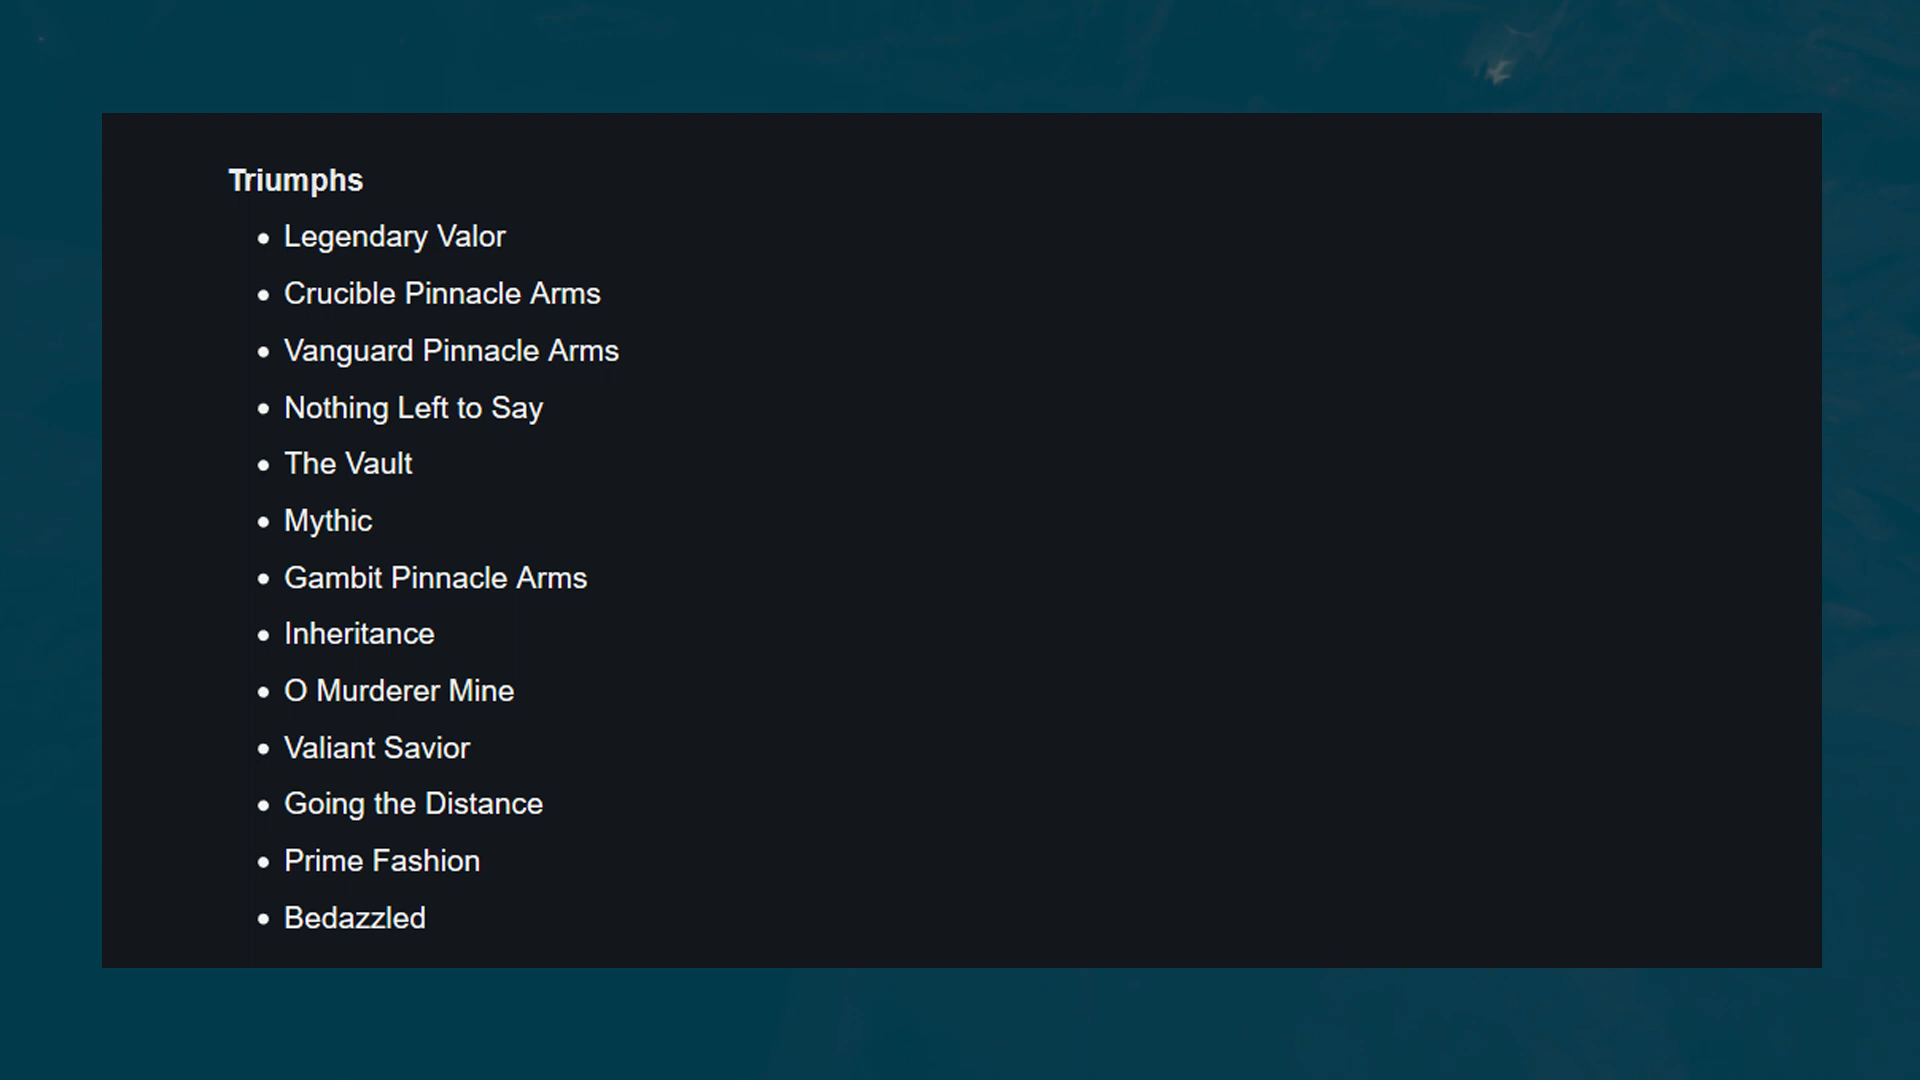 Triumphs
• Legendary Valor
• Crucible Pinnacle Arms
• Vanguard Pinnacle Arms
• Nothing Left to Say
• The Vault
• Mythic
• Gambit Pinnacle Arms
• Inheritance
• O Murderer Mine
• Valiant Savior
• Going the Distance
• Prime Fashion
• Bedazzled